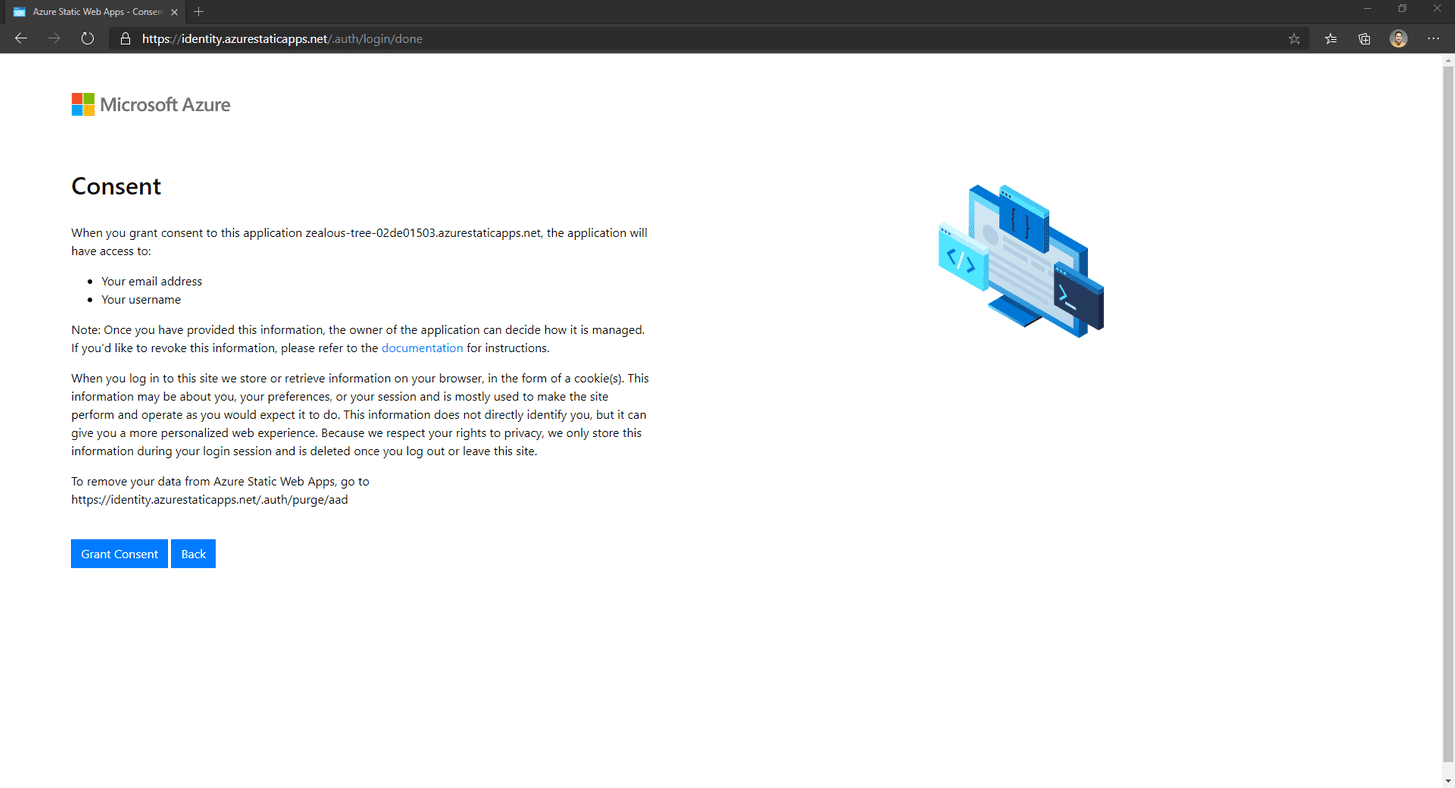 Azure Static Web Apps - Consen
https://identity.azurestaticapps.net/.auth/login/done
Microsoft Azure
Consent
When you grant consent to this application zealous-tree-02de01503.azurestaticapps.net, the application will
have access to:
• Your email address
• Your username
Note: Once you have provided this information, the owner of the application can decide how it is managed.
If you'd like to revoke this information, please refer to the documentation for instructions.
When you log in to this site we store or retrieve information on your browser, in the form of a cookie(s). This
information may be about you, your preferences, or your session and is mostly used to make the site
perform and operate as you would expect it to do. This information does not directly identify you, but it can
give you a more personalized web experience. Because we respect your rights to privacy, we only store this
information during your login session and is deleted once you log out or leave this site.
To remove your data from Azure Static Web Apps, go to
https://identity.azurestaticapps.net/.auth/purge/aad
Grant Consent Back